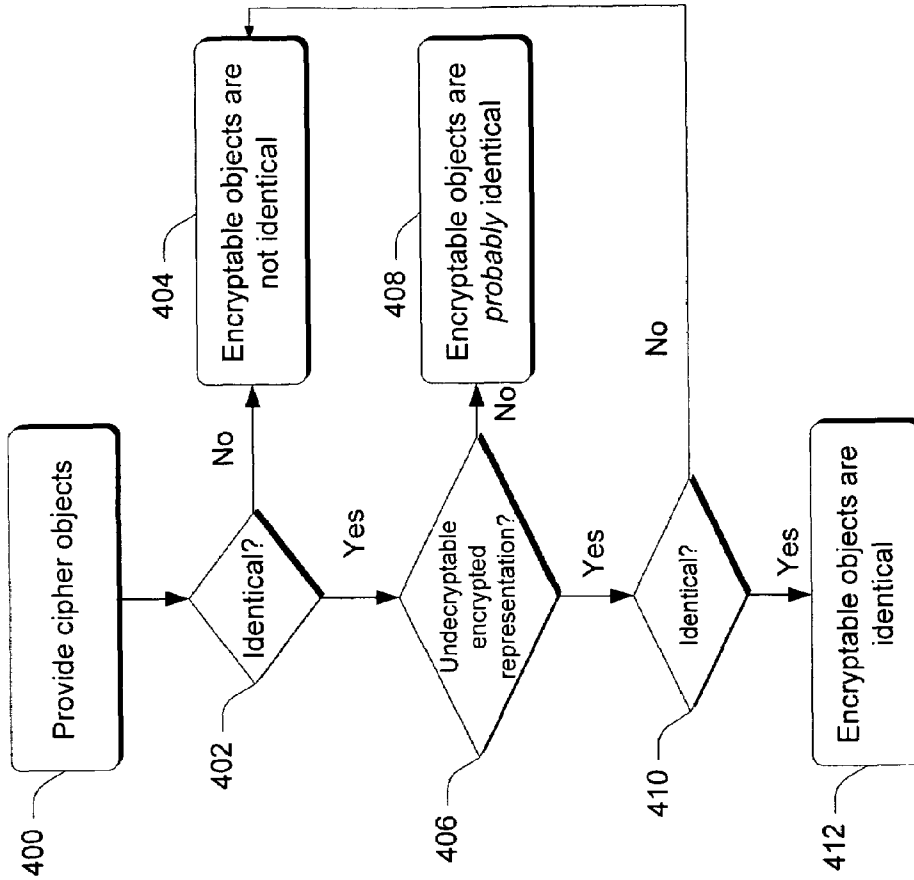 400
Provide cipher objects
402
Identical?
No
404
Encryptable objects are
not identical
Yes
406
Undecryptable
encrypted
representation?
No
408
Encryptable objects are
probably identical
Yes
410
Identical?
No
Yes
412
Encryptable objects are
identical